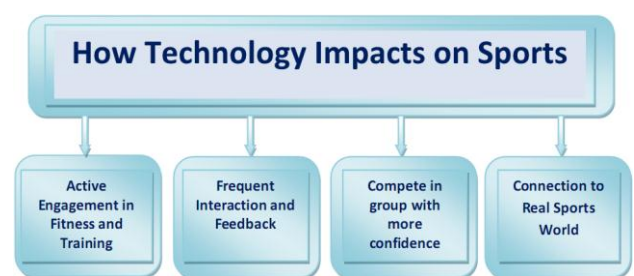 How Technology Impacts on Sports
Active
Engagement in
Fitness and
Training
Frequent
Interaction and
Feedback
Compete in
group with
more
confidence
Connection to
Real Sports
World